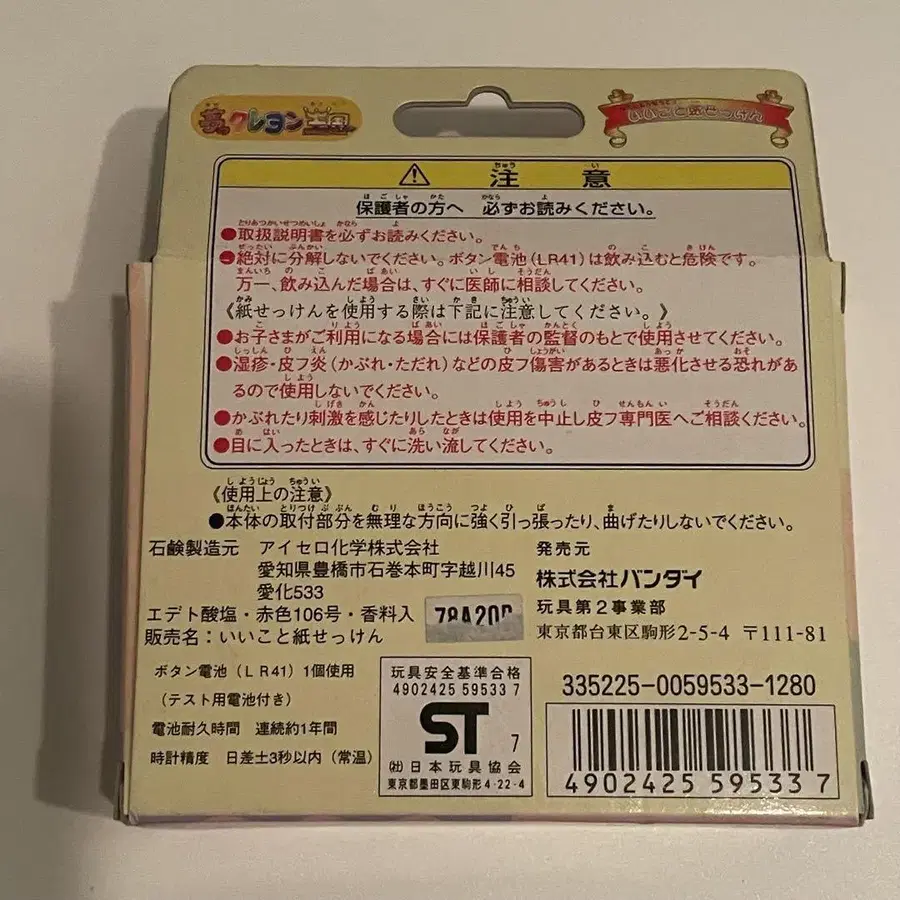 夢のクレヨン王国
いいこと紙せっけん
注意
保護者の方へ 必ずお読みください。
●取扱説明書を必ずお読みください。
●絶対に分解しないでください。ボタン電池(LR41)は飲み込むと危険です。
万一、飲み込んだ場合は、すぐに医師に相談してください。
《紙せっけんを使用する際は下記に注意してください。》
●お子さまがご利用になる場合には保護者の監督のもとで使用させてください。
●湿疹・皮フ炎(かぶれ・ただれ)などの皮フ傷害があるときは悪化させる恐れがあ
るので使用しないでください。
●かぶれたり刺激を感じたりしたときは使用を中止し皮フ専門医へご相談ください。
●目に入ったときは、すぐに洗い流してください。
《使用上の注意》
●本体の取付部分を無理な方向に強く引っ張ったり、曲げたりしないでください。
石鹸製造元 アイセロ化学株式会社
愛知県豊橋市石巻本町字越川45
愛化533
エデト酸塩・赤色106号・香料入
販売名:いいこと紙せっけん
78A20
発売元
株式会社バンダイ
玩具第2事業部
東京都台東区駒形2-5-4 〒111-81
ボタン電池(LR41)1個使用
(テスト用電池付き)
電池耐久時間 連続約1年間
時計精度 日差±3秒以内(常温)
玩具安全基準合格
4902425 59533 7
ST 7
㈳日本玩具協会
東京都墨田区東駒形4-22-4
335225-0059533-1280
4902425 595337